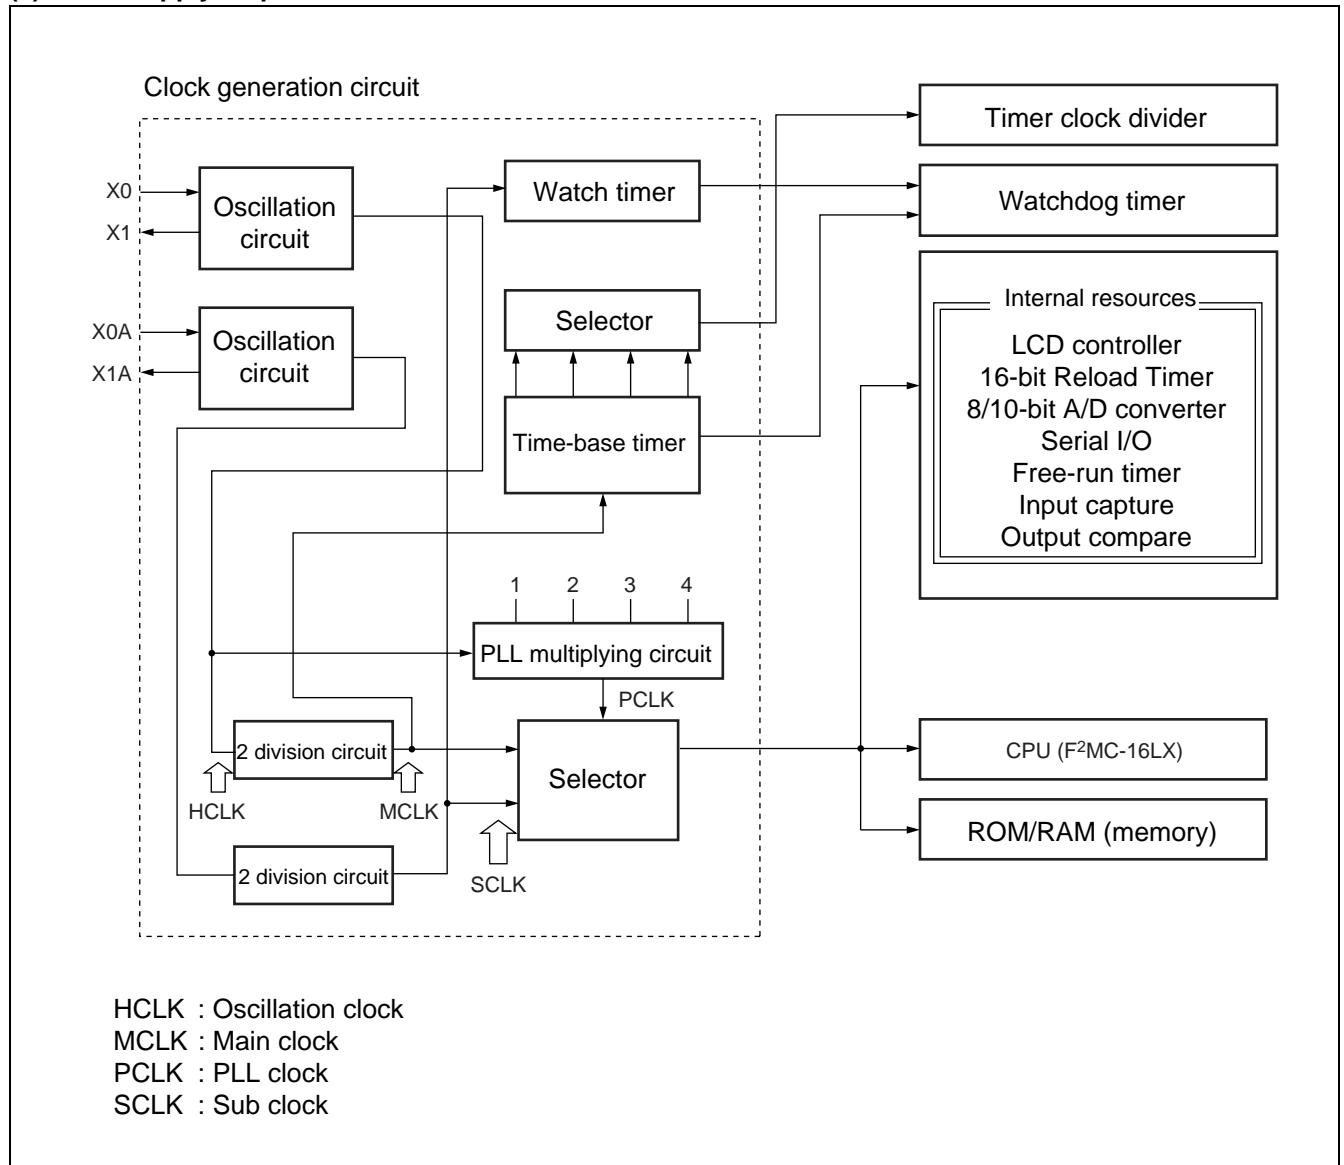 Clock generation circuit
X0
X1
Oscillation
circuit
X0A
X1A
Oscillation
circuit
Watch timer
Selector
Time-base timer
1 2 3 4
PLL multiplying circuit
PCLK
2 division circuit
HCLK
MCLK
Selector
2 division circuit
SCLK
Timer clock divider
Watchdog timer
Internal resources
LCD controller
16-bit Reload Timer
8/10-bit A/D converter
Serial I/O
Free-run timer
Input capture
Output compare
CPU (F²MC-16LX)
ROM/RAM (memory)
HCLK : Oscillation clock
MCLK : Main clock
PCLK : PLL clock
SCLK : Sub clock